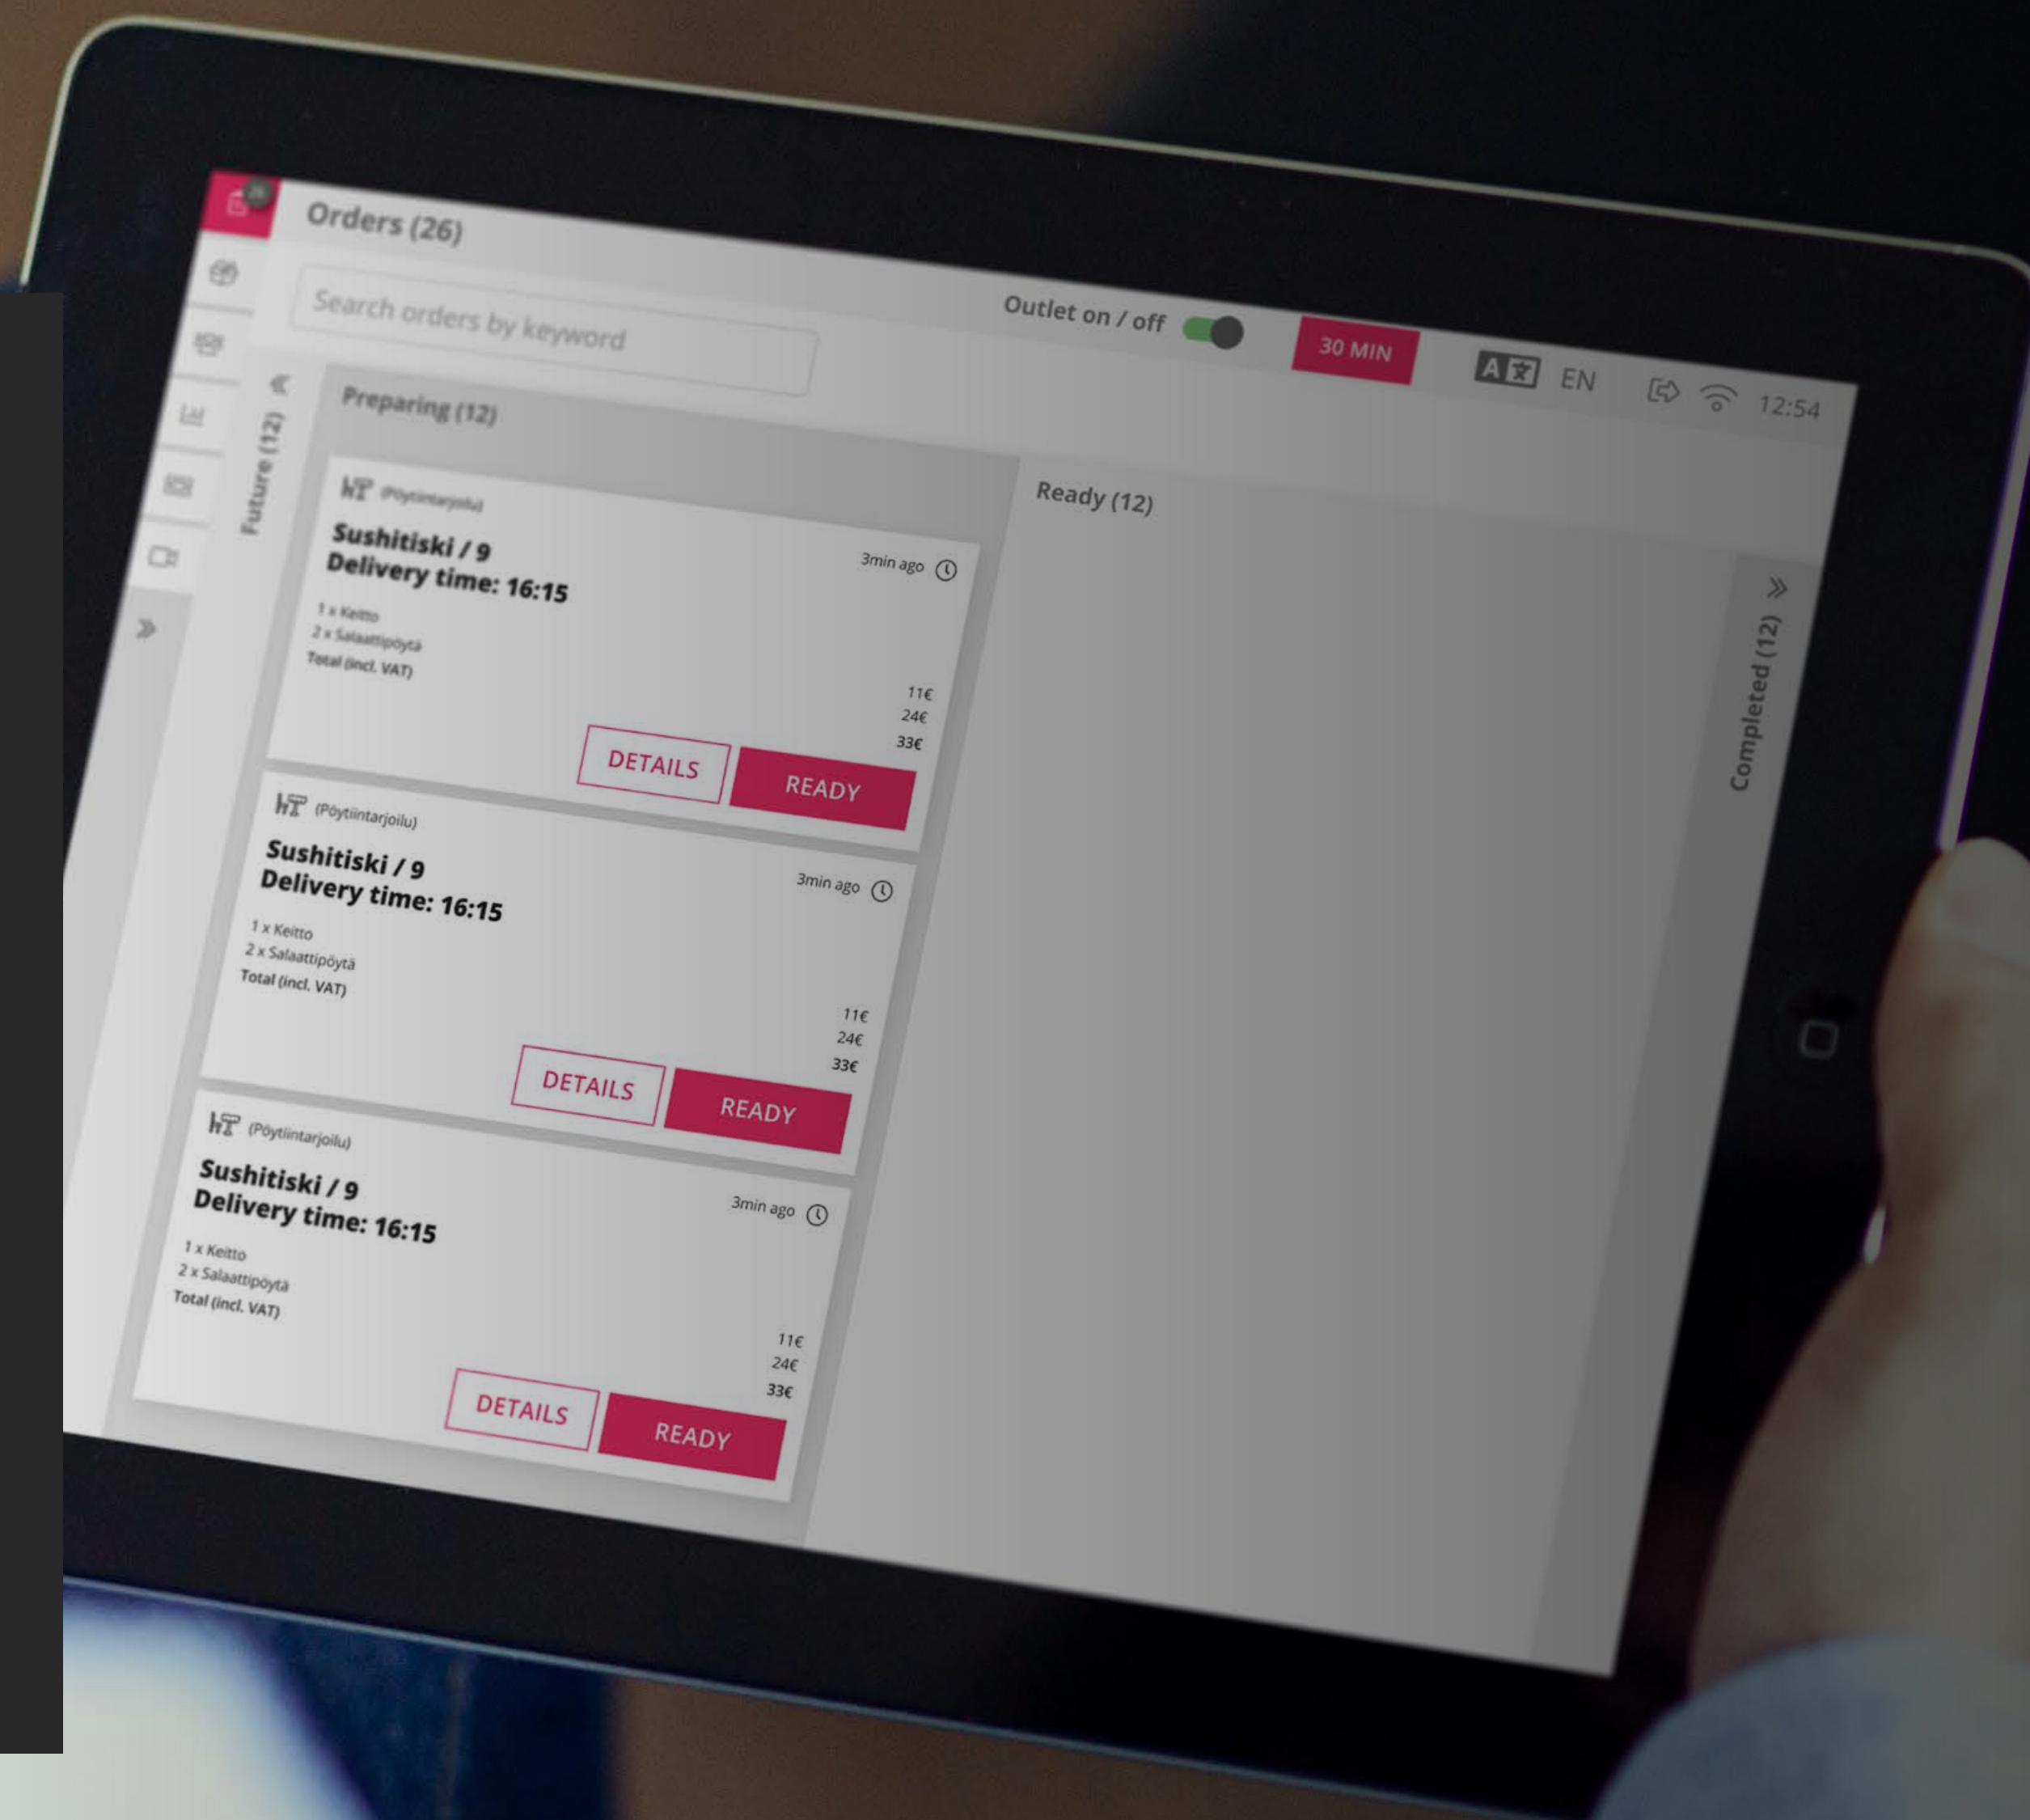 Orders (26)
Outlet on / off
30 MIN
A
EN
12:54
Search orders by keyword
Future (12)
Preparing (12)
(Pöytiintarjoilu)
Sushitiski / 9
3min ago
Delivery time: 16:15
1 x Keitto
11€
2 x Salaattipöytä
24€
Total (incl. VAT)
33€
DETAILS
READY
(Pöytiintarjoilu)
Sushitiski / 9
3min ago
Delivery time: 16:15
1 x Keitto
11€
2 x Salaattipöytä
24€
Total (incl. VAT)
33€
DETAILS
READY
(Pöytiintarjoilu)
Sushitiski / 9
3min ago
Delivery time: 16:15
1 x Keitto
11€
2 x Salaattipöytä
24€
Total (incl. VAT)
33€
DETAILS
READY
Ready (12)
Completed (12)